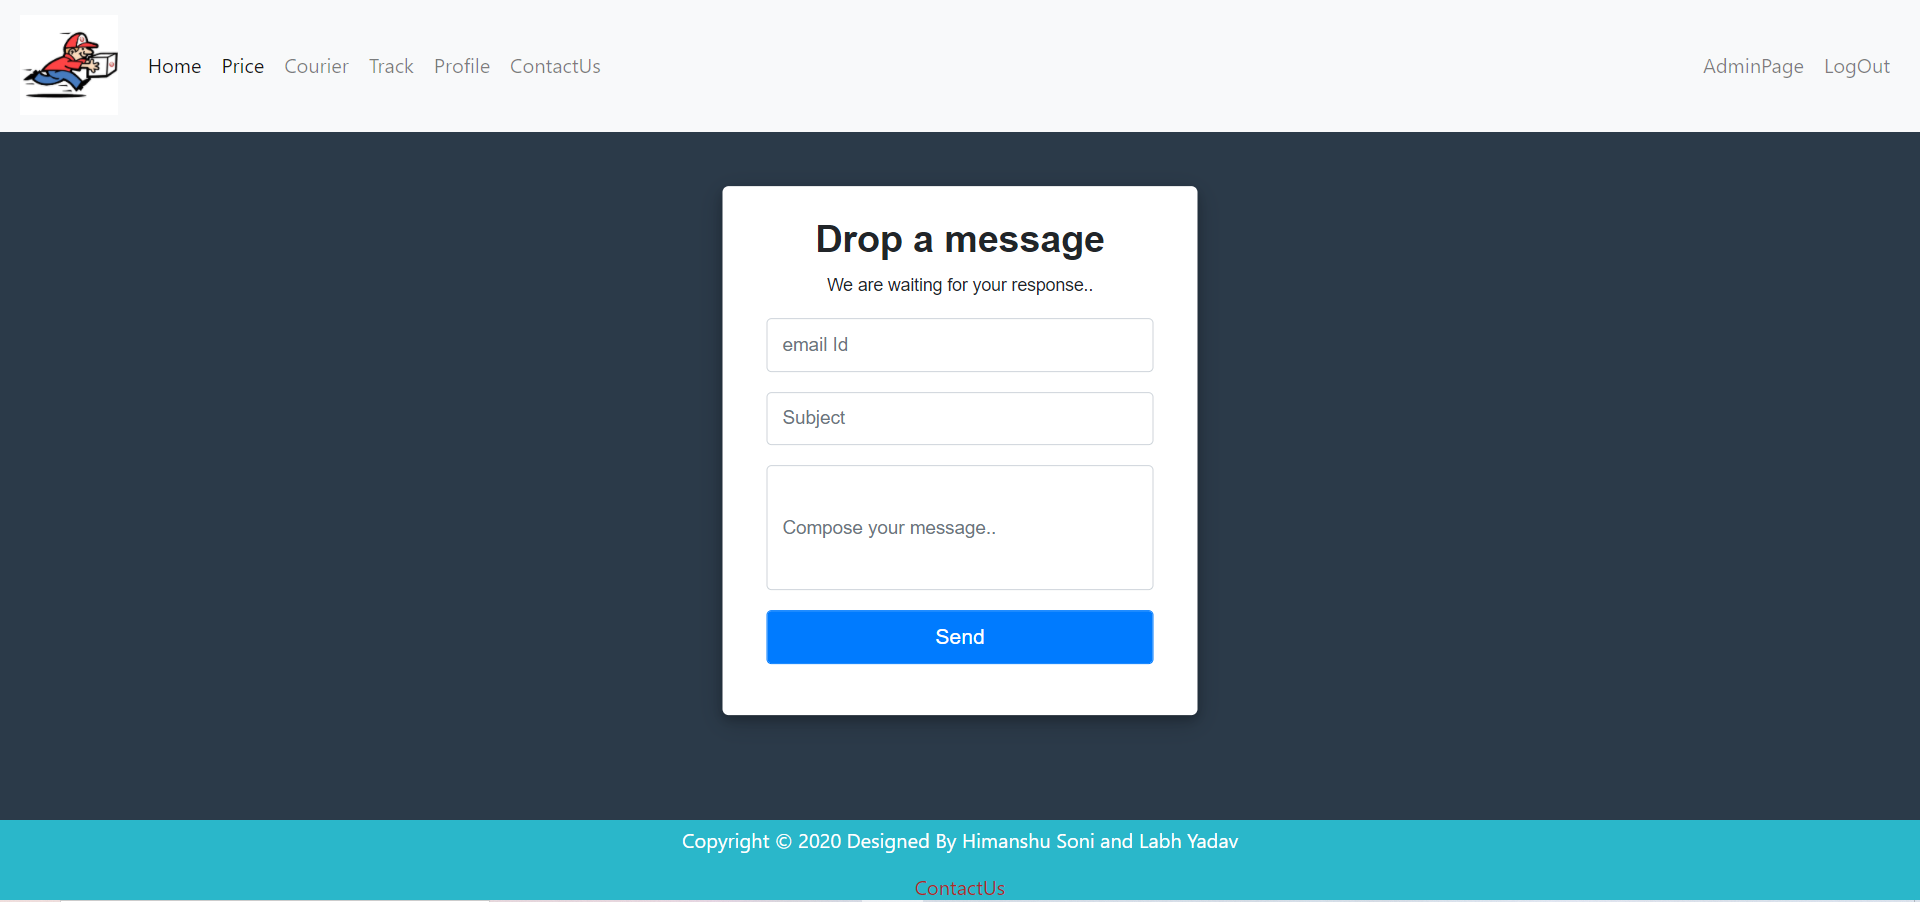 Home Price Courier Track Profile ContactUs AdminPage LogOut
Drop a message
We are waiting for your response..
email Id
Subject
Compose your message..
Send
Copyright © 2020 Designed By Himanshu Soni and Labh Yadav
ContactUs